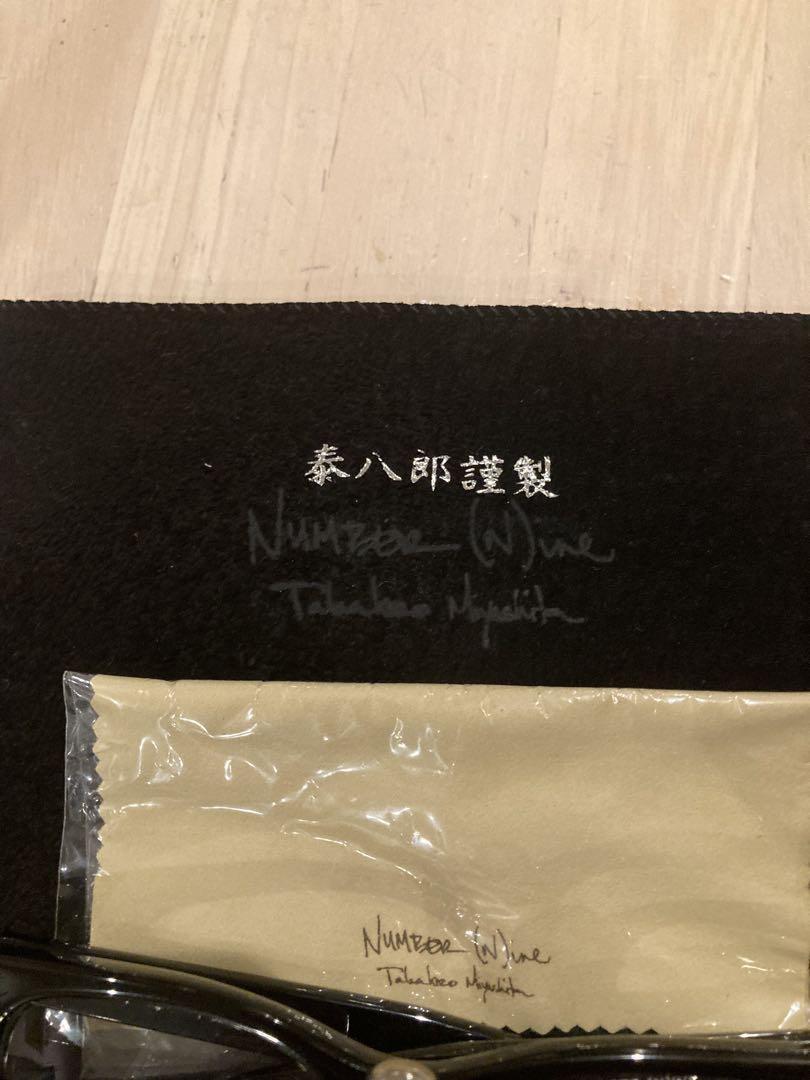 泰八郎謹製
NUMBER (N)ine
Takahiro Miyashita
NUMBER (N)ine
Takahiro Miyashita